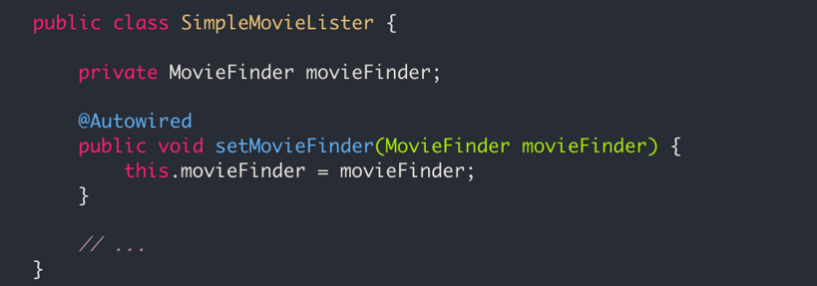 public class SimpleMovieLister {
private MovieFinder movieFinder;
@Autowired
public void setMovieFinder(MovieFinder movieFinder) {
this.movieFinder = movieFinder;
}
// ...
}